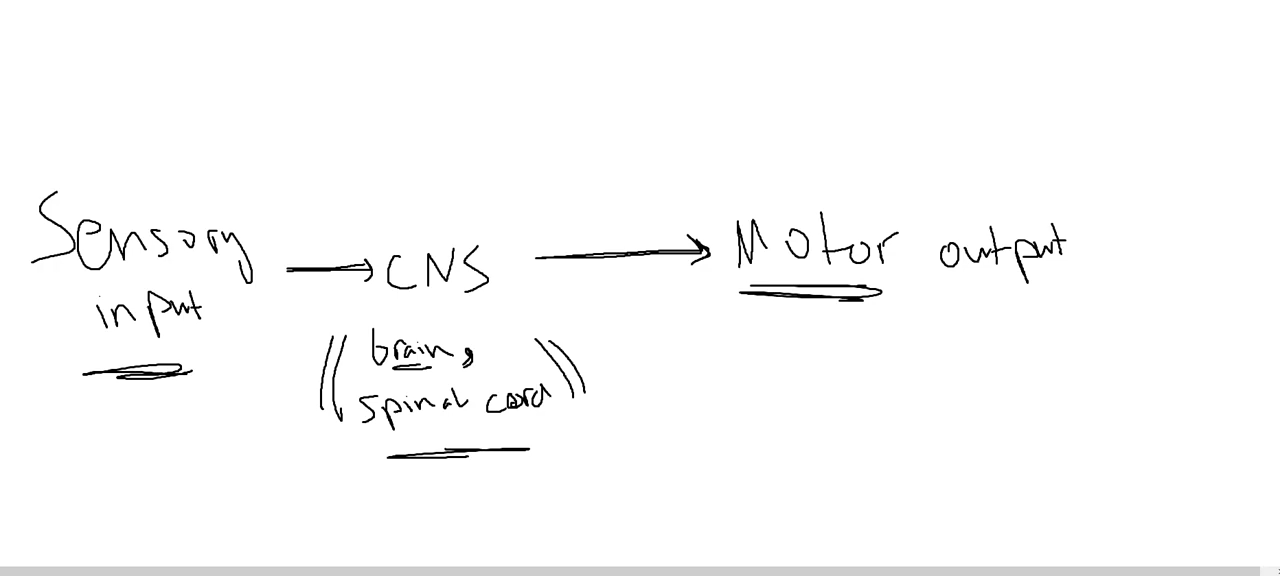 Sensory
input
CNS
(brain,
spinal cord)
Motor output